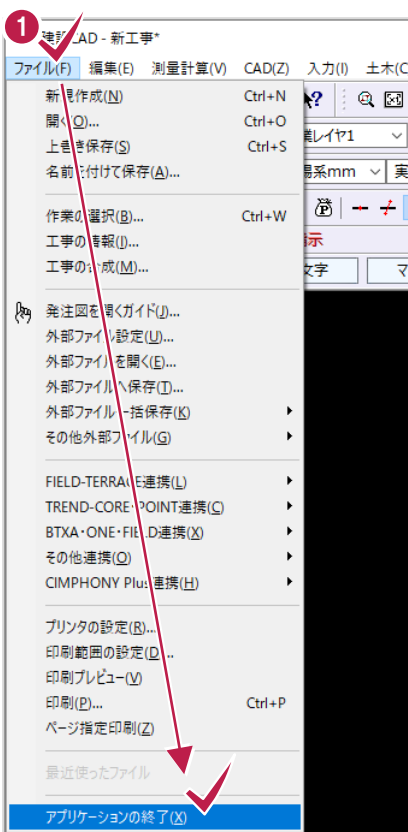 1
建設CAD - 新工事*
ファイル(F) 編集(E) 測量計算(V) CAD(Z) 入力(I) 土木(C
新規作成(N) Ctrl+N
開く(O)... Ctrl+O
上書き保存(S) Ctrl+S
業レイヤ1
名前を付けて保存(A)...
場系mm 実
作業の選択(B)... Ctrl+W
工事の情報(I)...
示
工事の合成(M)...
文字 マ
発注図を開くガイド(J)...
外部ファイル設定(U)...
外部ファイルを開く(E)...
外部ファイルへ保存(T)...
外部ファイル一括保存(K)
その他外部ファイル(G)
FIELD-TERRACE連携(L)
TREND-CORE・POINT連携(C)
BTXA・ONE・FIELD連携(X)
その他連携(O)
CIMPHONY Plus連携(H)
プリンタの設定(R)...
印刷範囲の設定(D)...
印刷プレビュー(V)
印刷(P)... Ctrl+P
ページ指定印刷(Z)
最近使ったファイル
アプリケーションの終了(X)